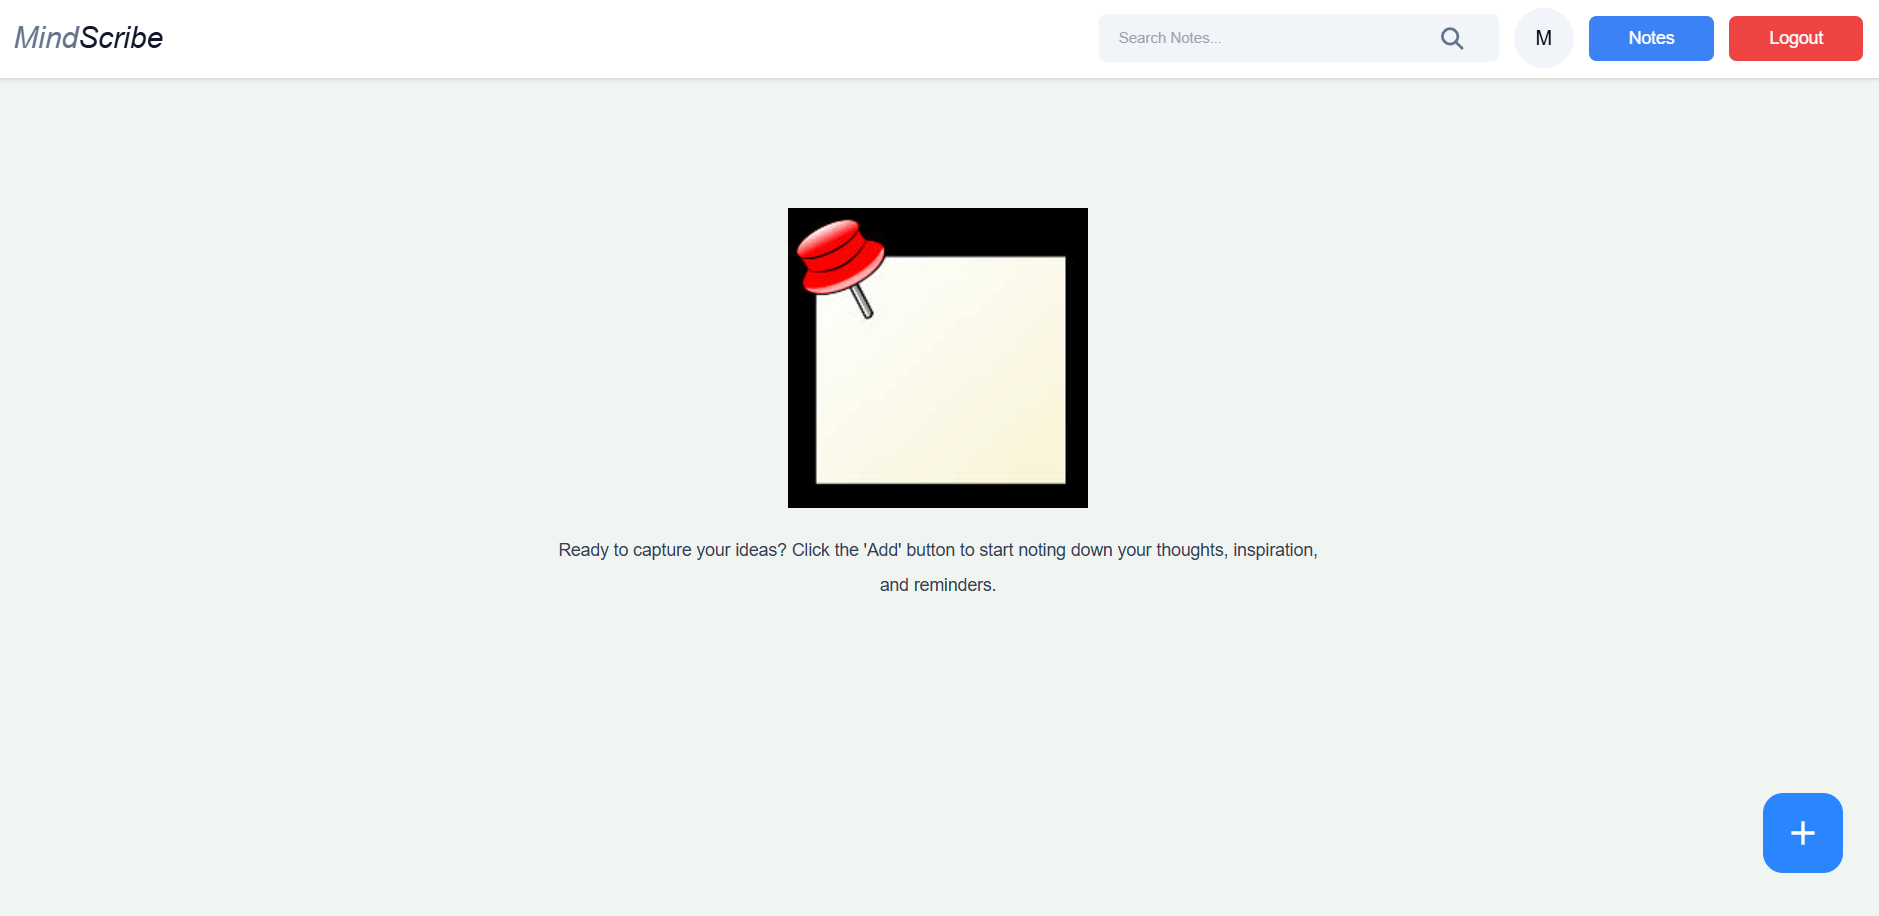 MindScribe
Search Notes...
M
Notes
Logout
Ready to capture your ideas? Click the 'Add' button to start noting down your thoughts, inspiration,
and reminders.
+